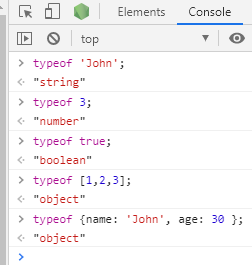 Elements Console
top
> typeof 'John';
"string"
> typeof 3;
"number"
> typeof true;
"boolean"
> typeof [1,2,3];
"object"
> typeof {name: 'John', age: 30 };
"object"
>